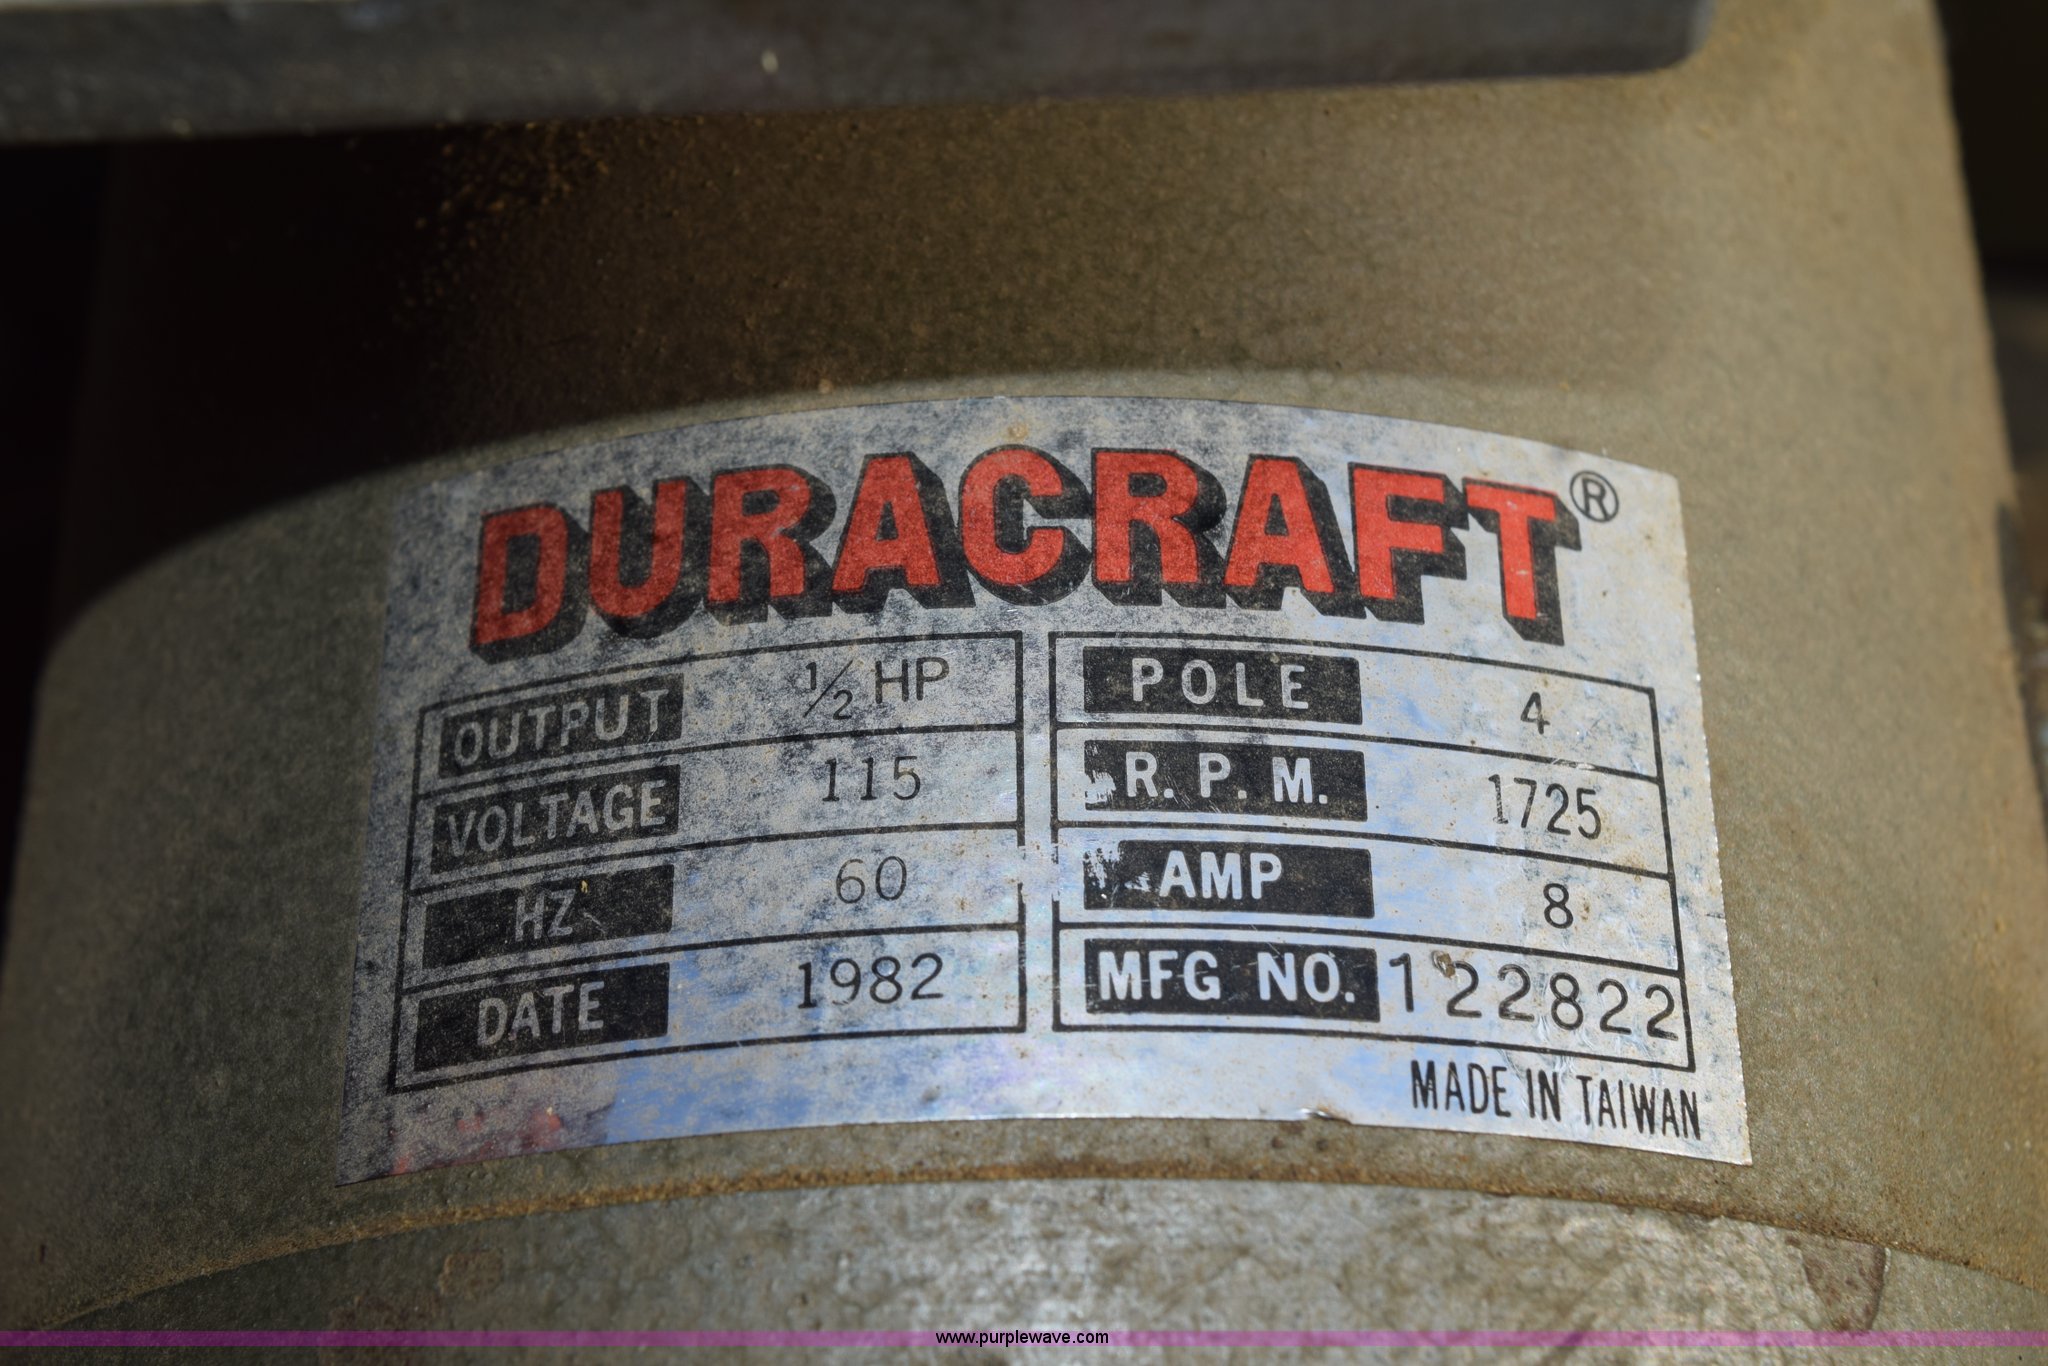 DURACRAFT®
OUTPUT 1/2 HP
VOLTAGE 115
HZ 60
DATE 1982
POLE 4
R.P.M. 1725
AMP 8
MFG NO. 122822
MADE IN TAIWAN
www.purplewave.com